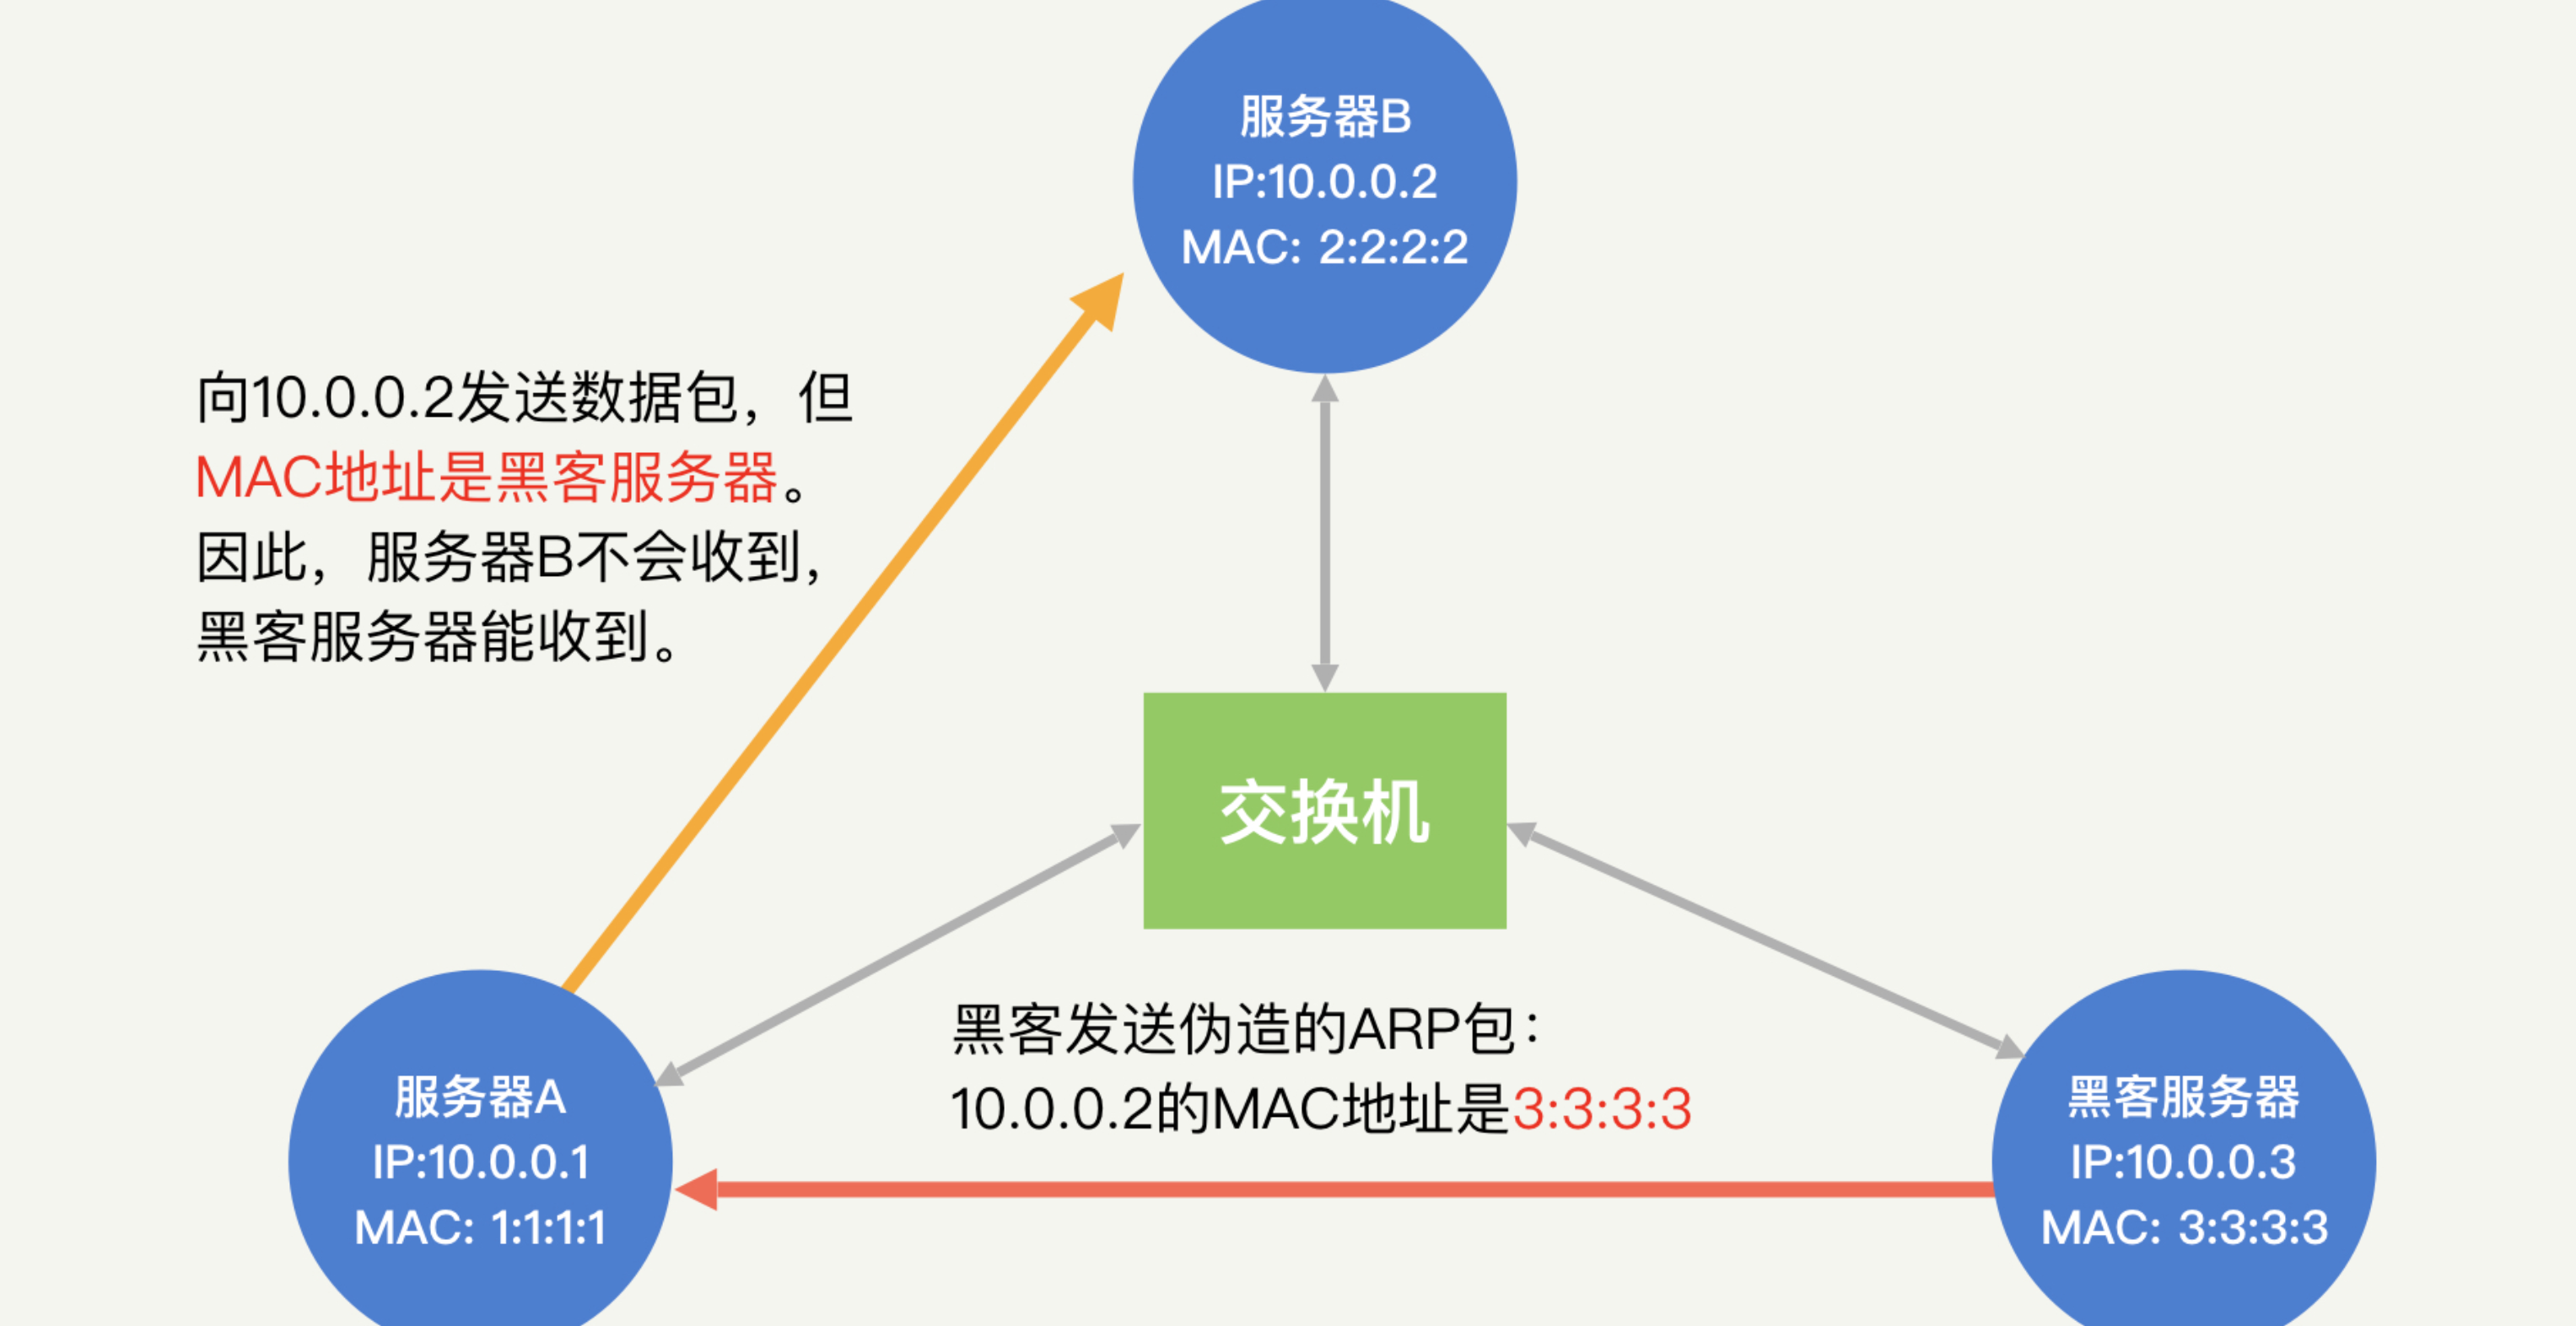 服务器B
IP:10.0.0.2
MAC: 2:2:2:2
向10.0.0.2发送数据包，但
MAC地址是黑客服务器。
因此，服务器B不会收到，
黑客服务器能收到。
交换机
黑客发送伪造的ARP包：
10.0.0.2的MAC地址是3:3:3:3
服务器A
IP:10.0.0.1
MAC: 1:1:1:1
黑客服务器
IP:10.0.0.3
MAC: 3:3:3:3